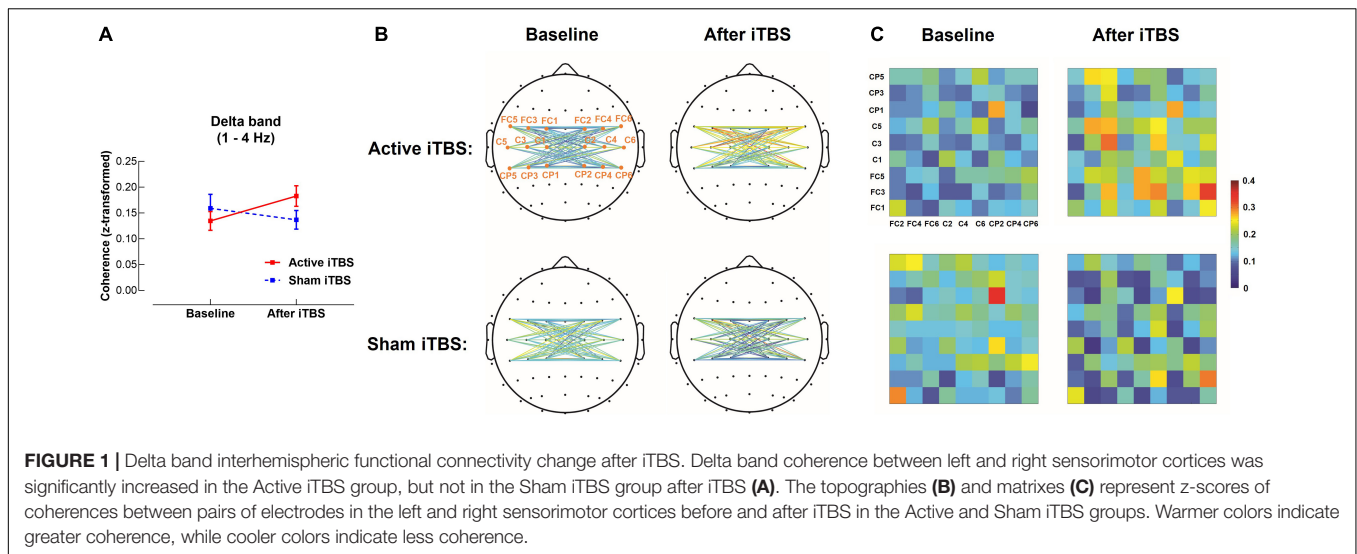 A
Delta band
(1 - 4 Hz)
Coherence (z-transformed)
0.25
0.20
0.15
0.10
0.05
0.00
Active iTBS
Sham iTBS
Baseline
After iTBS
B
Baseline
After iTBS
Active iTBS:
FC5 FC3 FC1 FC2 FC4 FC6
C5 C3 C4 C6
CP5 CP3 CP1 CP2 CP4 CP6
Sham iTBS:
C
Baseline
After iTBS
CP5
CP3
CP1
C5
C3
C1
FC5
FC3
FC1
FC2 FC4 FC6 C2 C4 C6 CP2 CP4 CP6
0.4
0.3
0.2
0.1
0
FIGURE 1 | Delta band interhemispheric functional connectivity change after iTBS. Delta band coherence between left and right sensorimotor cortices was
significantly increased in the Active iTBS group, but not in the Sham iTBS group after iTBS (A). The topographies (B) and matrixes (C) represent z-scores of
coherences between pairs of electrodes in the left and right sensorimotor cortices before and after iTBS in the Active and Sham iTBS groups. Warmer colors indicate
greater coherence, while cooler colors indicate less coherence.